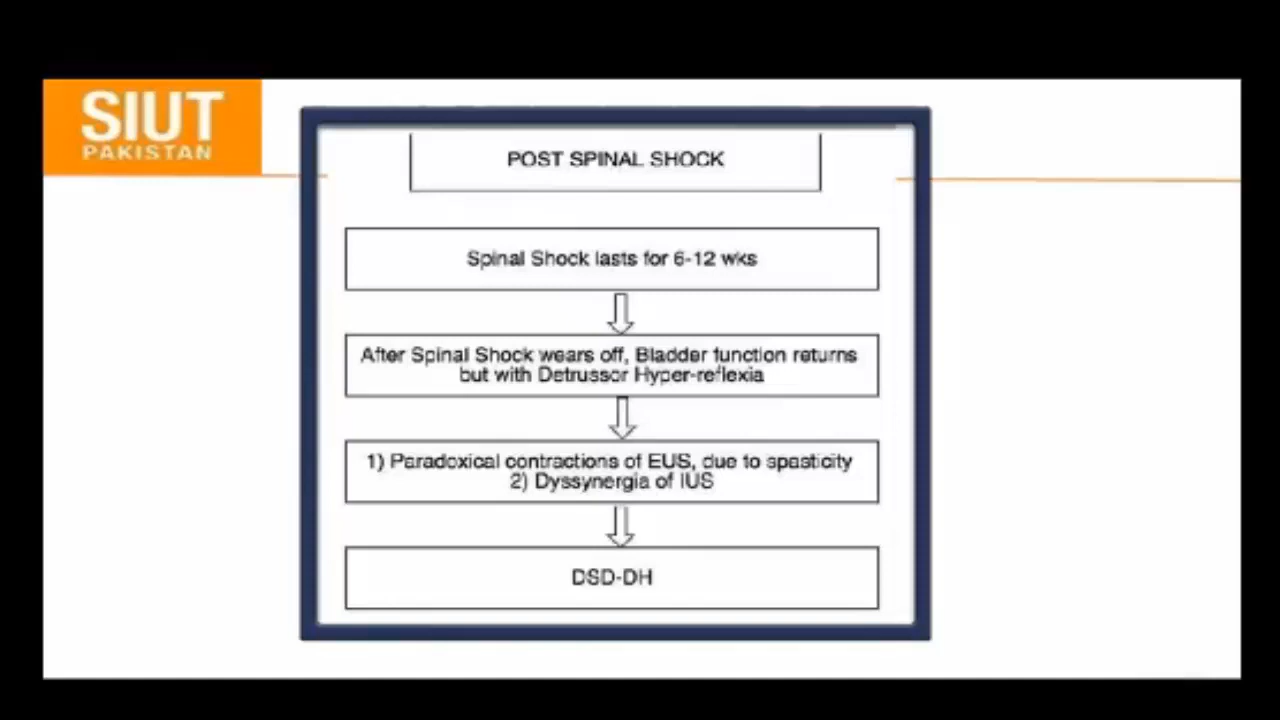 SIUT
PAKISTAN
POST SPINAL SHOCK
Spinal Shock lasts for 6-12 wks
After Spinal Shock wears off, Bladder function returns
but with Detrussor Hyper-reflexia
1) Paradoxical contractions of EUS, due to spasticity
2) Dyssynergia of IUS
DSD-DH